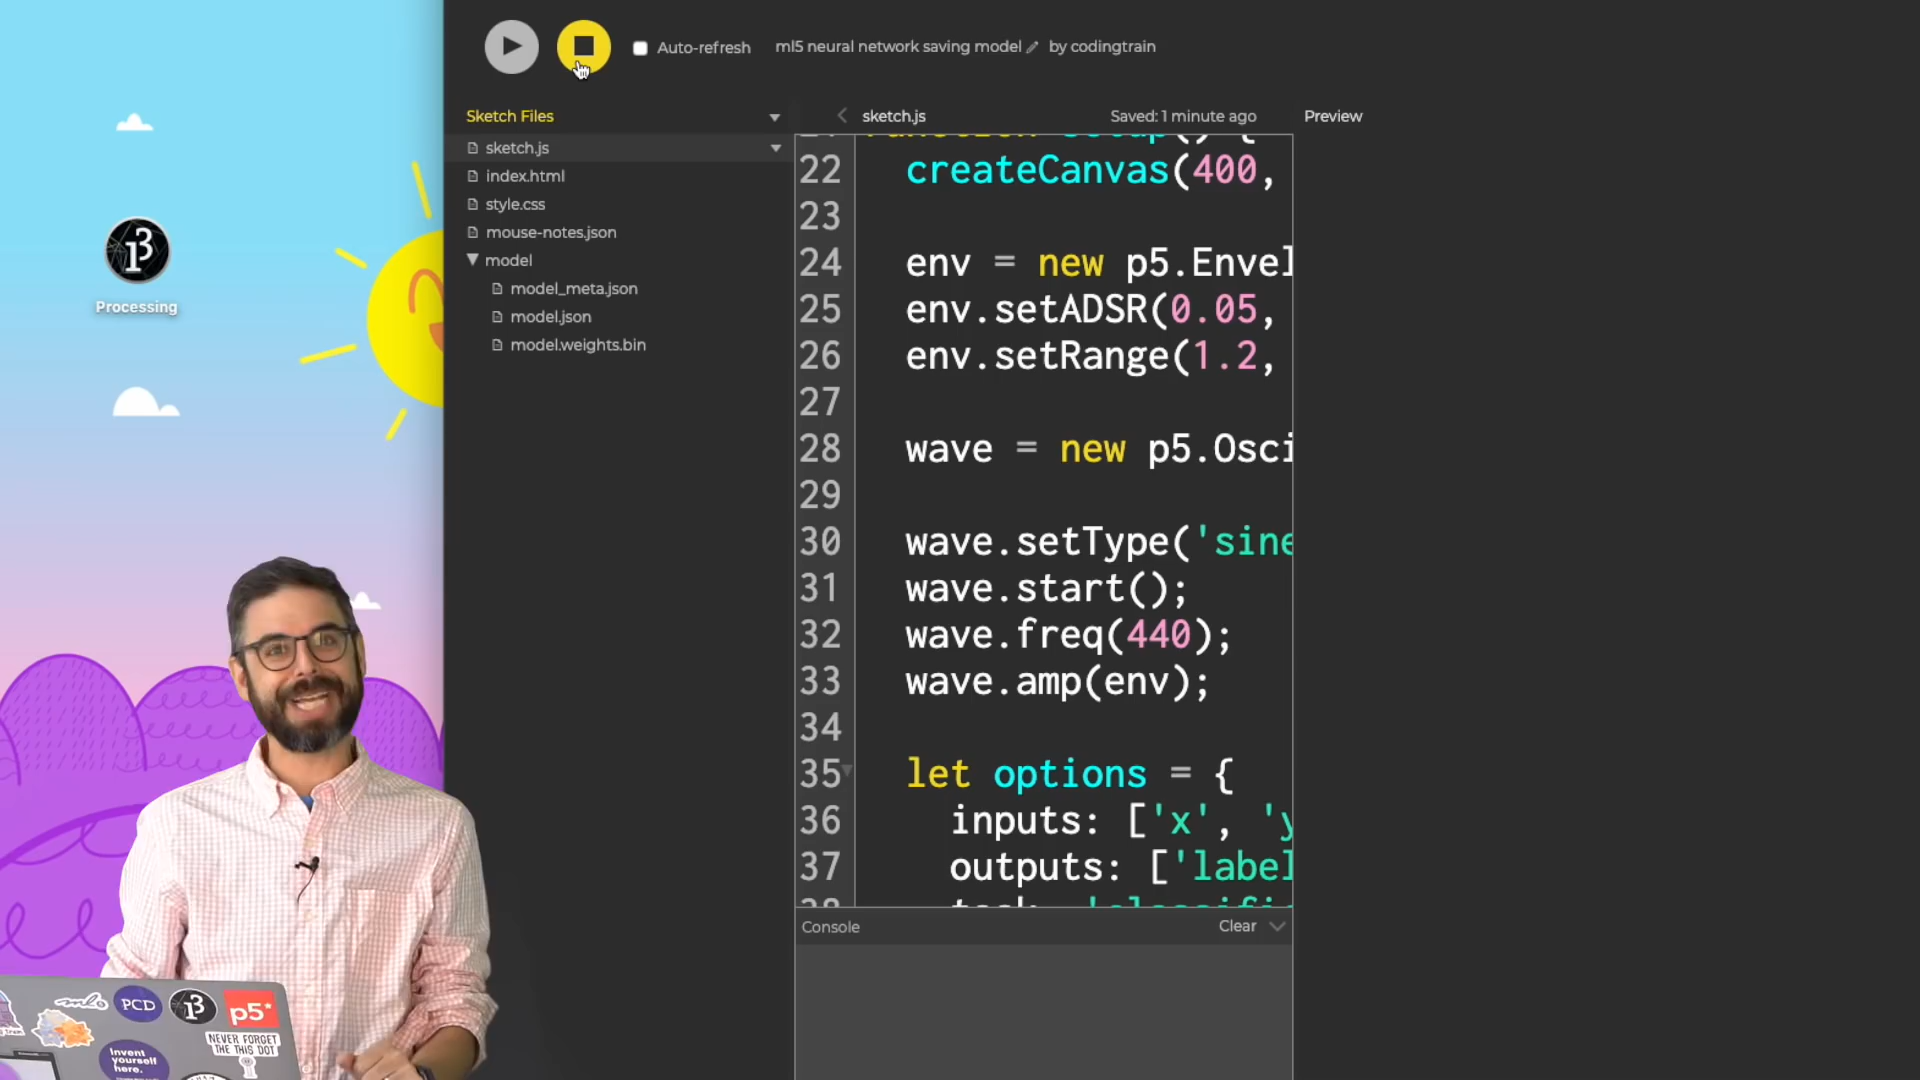 Auto-refresh
ml5 neural network saving model by codingtrain
Sketch Files
sketch.js
Saved: 1 minute ago
Preview
sketch.js
index.html
style.css
mouse-notes.json
model
model_meta.json
model.json
model.weights.bin
22 createCanvas(400,
23
24 env = new p5.Envel
25 env.setADSR(0.05,
26 env.setRange(1.2,
27
28 wave = new p5.Osci
29
30 wave.setType('sine
31 wave.start();
32 wave.freq(440);
33 wave.amp(env);
34
35 let options = {
36 inputs: ['x', 'y
37 outputs: ['label
Console
Clear
Processing
PCD
p5*
NEVER FORGET
THE THIS DOT
Invent
yourself
here.